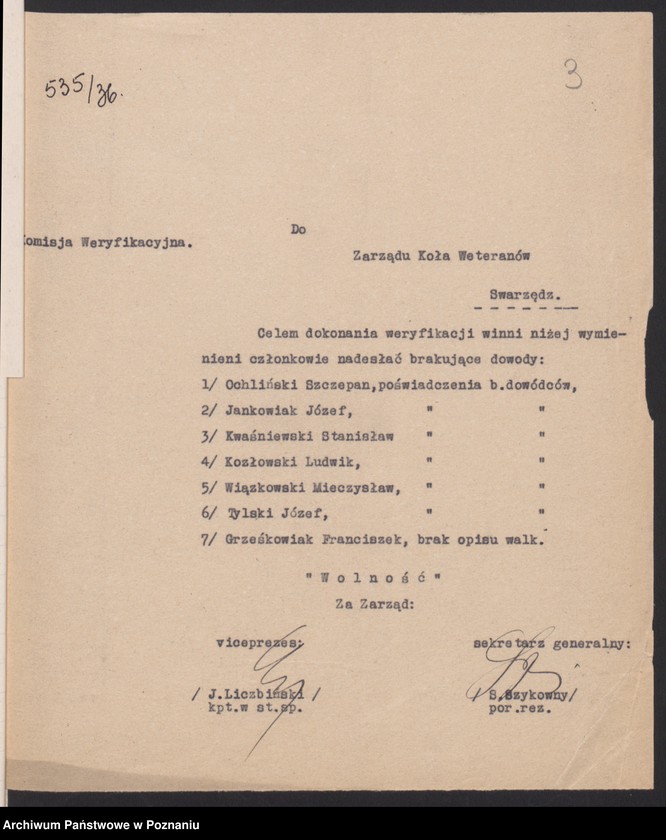 535/36.
3
Komisja Weryfikacyjna.
Do
Zarządu Koła Weteranów
Swarzędz.
Celem dokonania weryfikacji winni niżej wymie-
nieni członkowie nadesłać brakujące dowody:
1/ Ochliński Szczepan,poświadczenia b.dowódców,
2/ Jankowiak Józef, " "
3/ Kwaśniewski Stanisław " "
4/ Kozłowski Ludwik, " "
5/ Wiązkowski Mieczysław, " "
6/ Tylski Józef, " "
7/ Grześkowiak Franciszek, brak opisu walk.
" W o l n o ś ć "
Za Zarząd:
viceprezes: sekretarz generalny:
/ J.Liczbiński / / S.Szykowny/
kpt.w st.sp. por.rez.
Archiwum Państwowe w Poznaniu